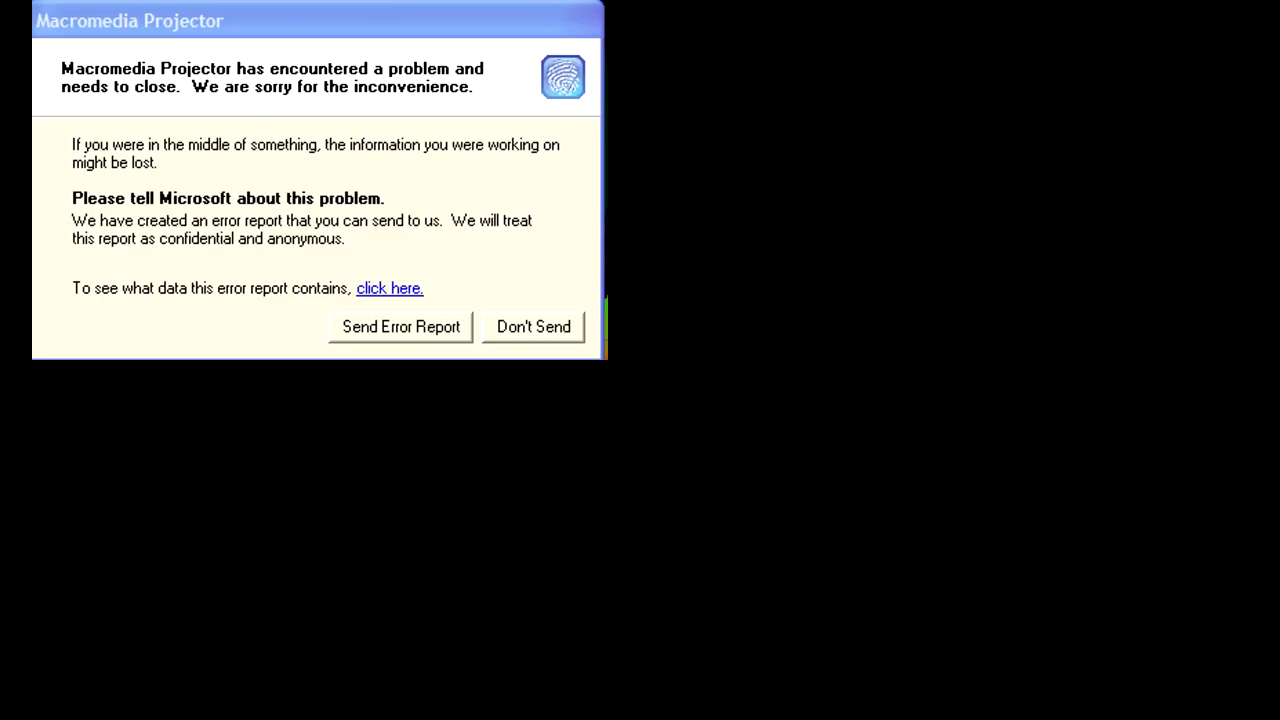 Macromedia Projector
Macromedia Projector has encountered a problem and
needs to close.  We are sorry for the inconvenience.
If you were in the middle of something, the information you were working on
might be lost.
Please tell Microsoft about this problem.
We have created an error report that you can send to us.  We will treat
this report as confidential and anonymous.
To see what data this error report contains, click here.
Send Error Report
Don't Send